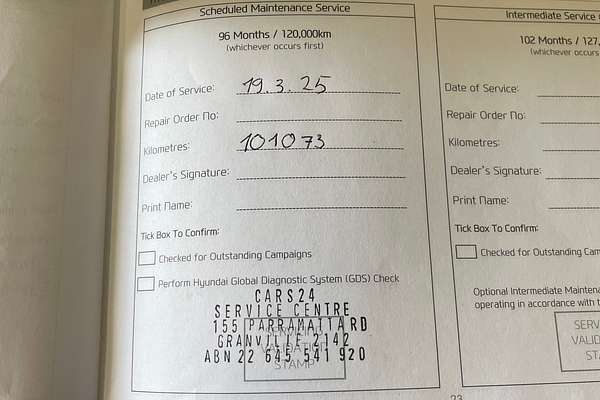 Scheduled Maintenance Service
96 Months / 120,000km
(whichever occurs first)
Date of Service: 19.3.25
Repair Order No:
Kilometres: 101073
Dealer's Signature:
Print Name:
Tick Box To Confirm:
Checked for Outstanding Campaigns
Perform Hyundai Global Diagnostic System (GDS) Check
CARS24
SERVICE CENTRE
155 PARRAMATTA RD
GRANVILLE 2142
ABN 22 645 541 920
STAMP
Intermediate Service
102 Months / 127,
(whichever occurs
Date of Service:
Repair Order No:
Kilometres:
Dealer's Signature:
Print Name:
Tick Box To Confirm:
Checked for Outstanding Cam
Optional Intermediate Maintena
operating in accordance with t
SERV
VALID
STA
23